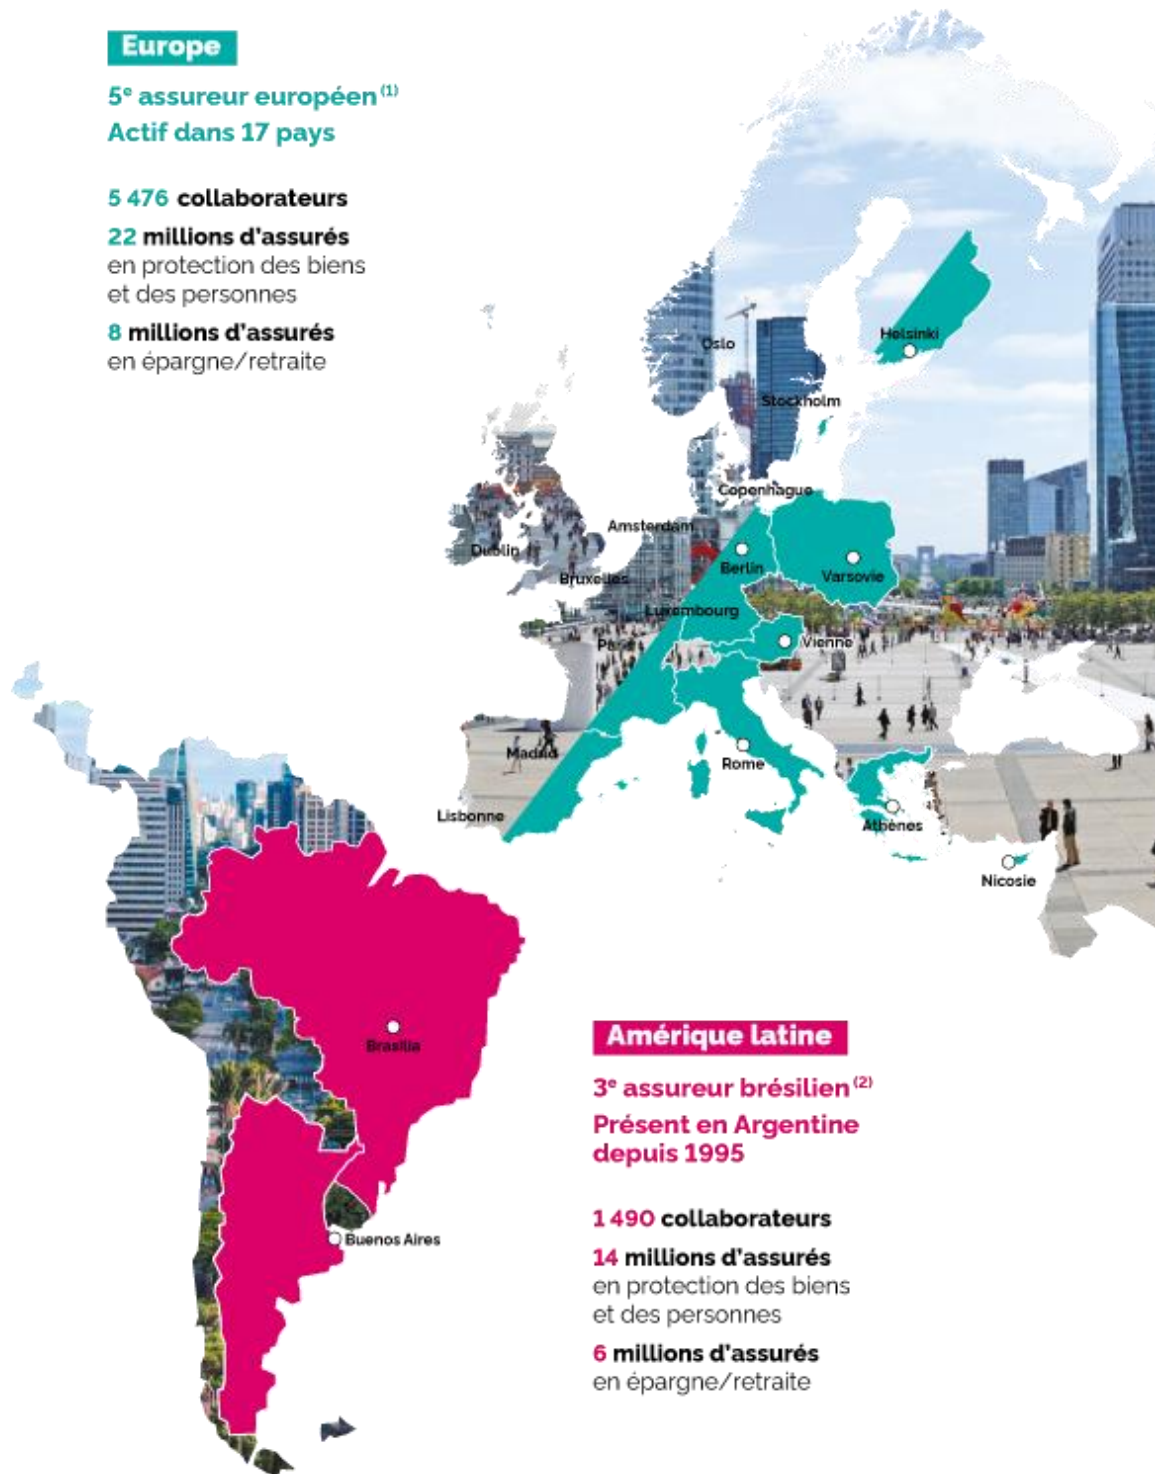 Europe
5e assureur européen (1)
Actif dans 17 pays
5 476 collaborateurs
22 millions d'assurés
en protection des biens
et des personnes
8 millions d'assurés
en épargne/retraite
Helsinki
Oslo
Stockholm
Copenhague
Amsterdam
Dublin
Berlin
Varsovie
Bruxelles
Luxembourg
Paris
Vienne
Madrid
Rome
Lisbonne
Athènes
Nicosie
Brasilia
Buenos Aires
Amérique latine
3e assureur brésilien (2)
Présent en Argentine
depuis 1995
1 490 collaborateurs
14 millions d'assurés
en protection des biens
et des personnes
6 millions d'assurés
en épargne/retraite